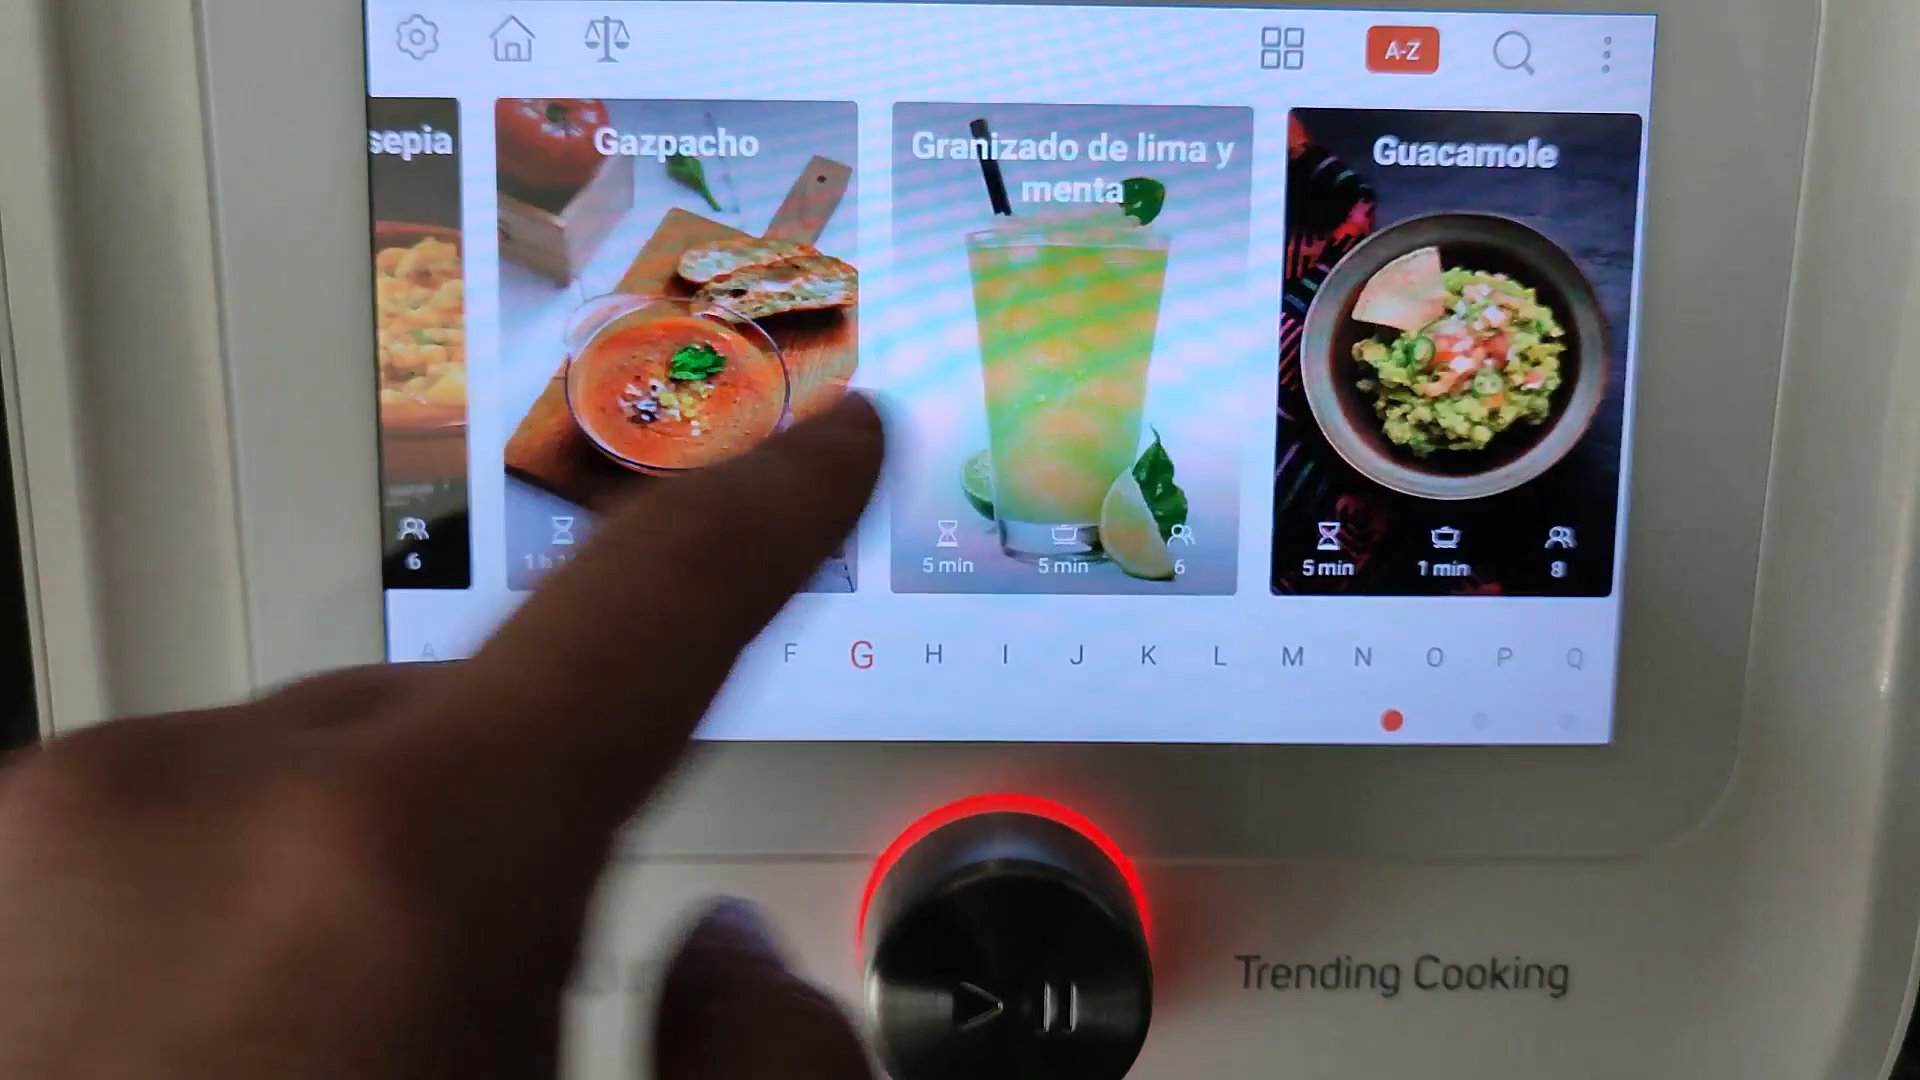 A-Z
sepia
Gazpacho
Granizado de lima y
menta
Guacamole
6
1 h
5 min
5 min
6
5 min
1 min
8
A
F
G
H
I
J
K
L
M
N
O
P
Q
Trending Cooking